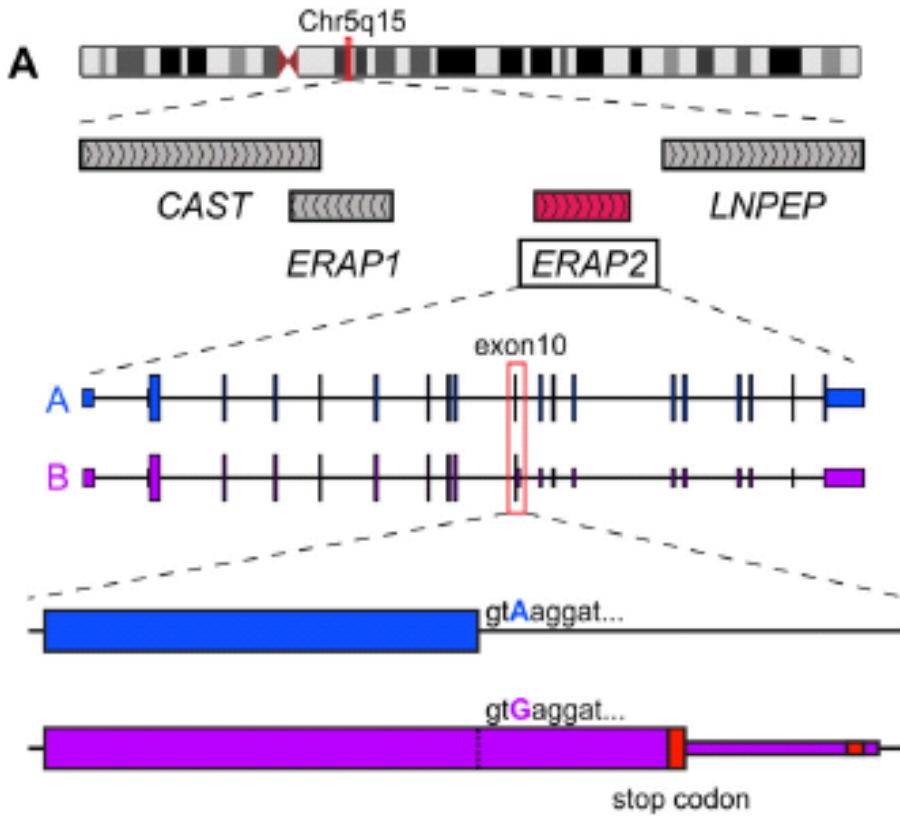 Chr5q15
A
CAST
LNPEP
ERAP1
ERAP2
exon10
A
B
gtAaggat...
gtGaggat...
stop codon